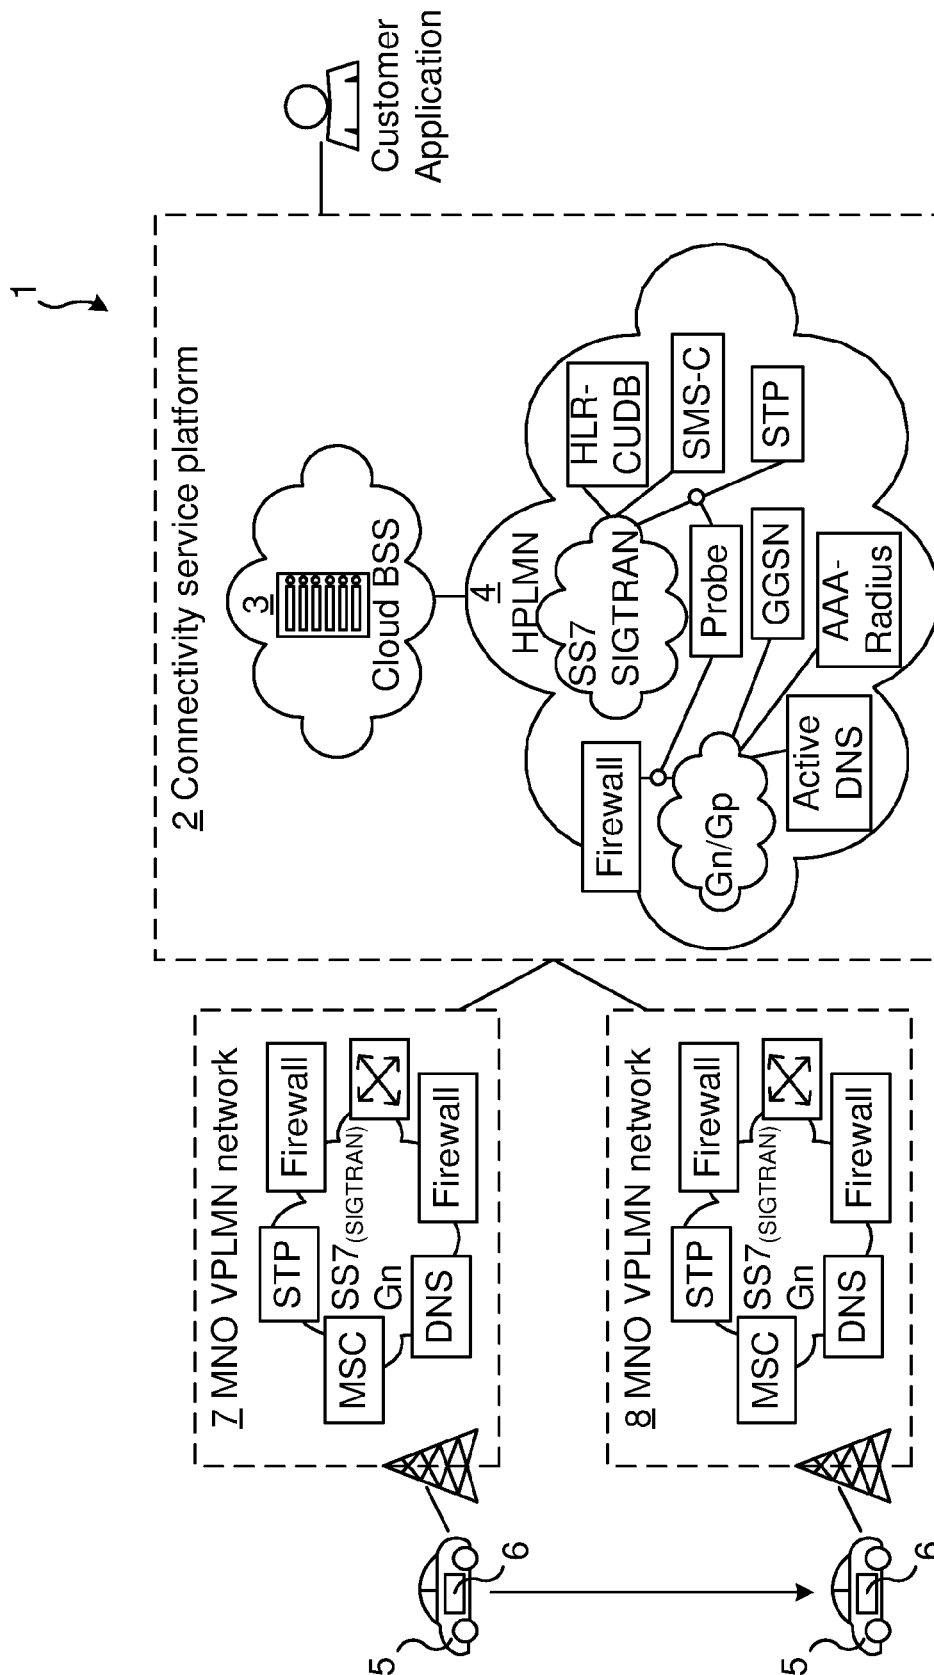 1
2 Connectivity service platform
3
Cloud BSS
Customer
Application
4
HPLMN
SS7
SIGTRAN
HLR-
CUDB
SMS-C
STP
Firewall
Probe
Gn/Gp
GGSN
AAA-
Radius
Active
DNS
7 MNO VPLMN network
STP
Firewall
MSC
SS7(SIGTRAN)
Gn
DNS
Firewall
8 MNO VPLMN network
STP
Firewall
MSC
SS7(SIGTRAN)
Gn
DNS
Firewall
5
6
5
6